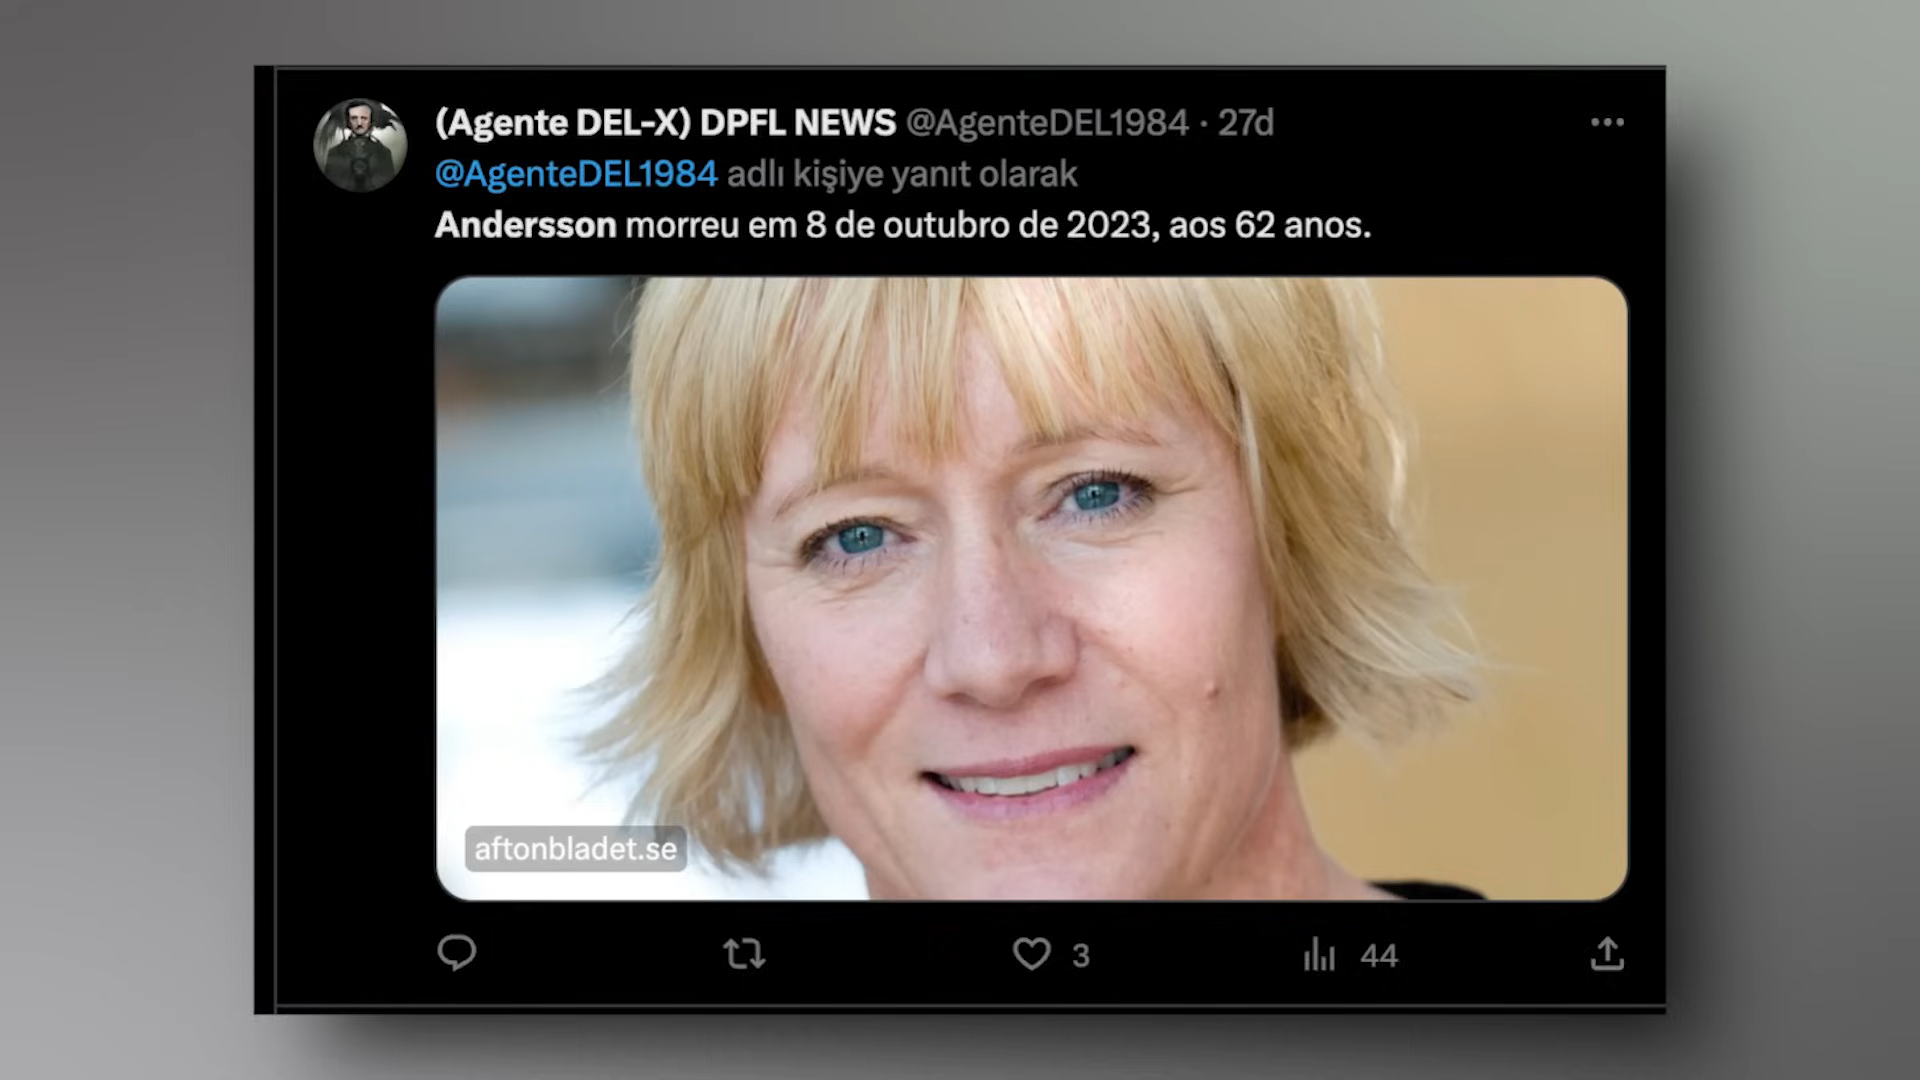 (Agente DEL-X) DPFL NEWS @AgenteDEL1984 · 27d
@AgenteDEL1984 adlı kişiye yanıt olarak
Andersson morreu em 8 de outubro de 2023, aos 62 anos.
aftonbladet.se
3
44